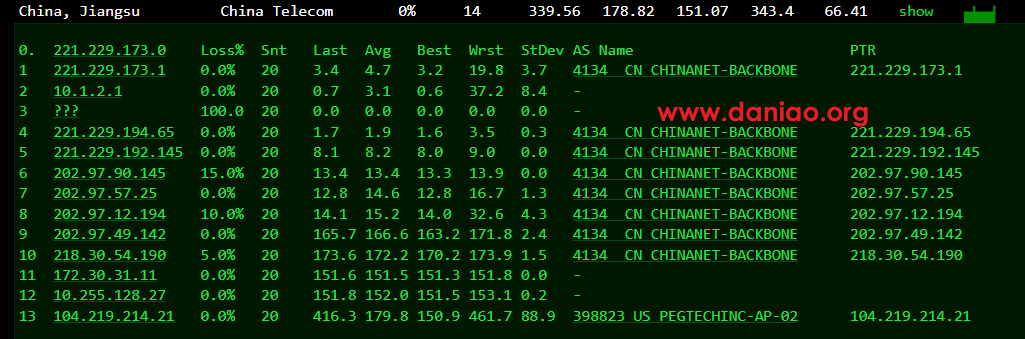 China, Jiangsu China Telecom 0% 14 339.56 178.82 151.07 343.4 66.41 show
0. 221.229.173.0 Loss% Snt Last Avg Best Wrst StDev AS Name PTR
1 221.229.173.1 0.0% 20 3.4 4.7 3.2 19.8 3.7 4134 CN CHINANET-BACKBONE 221.229.173.1
2 10.1.2.1 0.0% 20 0.7 3.1 0.6 37.2 8.4 -
3 ??? 100.0 20 0.0 0.0 0.0 0.0 0.0 -
www.daniao.org
4 221.229.194.65 0.0% 20 1.7 1.9 1.6 3.5 0.3 4134 CN CHINANET-BACKBONE 221.229.194.65
5 221.229.192.145 0.0% 20 8.1 8.2 8.0 9.0 0.0 4134 CN CHINANET-BACKBONE 221.229.192.145
6 202.97.90.145 15.0% 20 13.4 13.4 13.3 13.9 0.0 4134 CN CHINANET-BACKBONE 202.97.90.145
7 202.97.57.25 0.0% 20 12.8 14.6 12.8 16.7 1.3 4134 CN CHINANET-BACKBONE 202.97.57.25
8 202.97.12.194 10.0% 20 14.1 15.2 14.0 32.6 4.3 4134 CN CHINANET-BACKBONE 202.97.12.194
9 202.97.49.142 0.0% 20 165.7 166.6 163.2 171.8 2.4 4134 CN CHINANET-BACKBONE 202.97.49.142
10 218.30.54.190 5.0% 20 173.6 172.2 170.2 173.9 1.5 4134 CN CHINANET-BACKBONE 218.30.54.190
11 172.30.31.11 0.0% 20 151.6 151.5 151.3 151.8 0.0 -
12 10.255.128.27 0.0% 20 151.8 152.0 151.5 153.1 0.2 -
13 104.219.214.21 0.0% 20 416.3 179.8 150.9 461.7 88.9 398823 US PEGTECHINC-AP-02 104.219.214.21